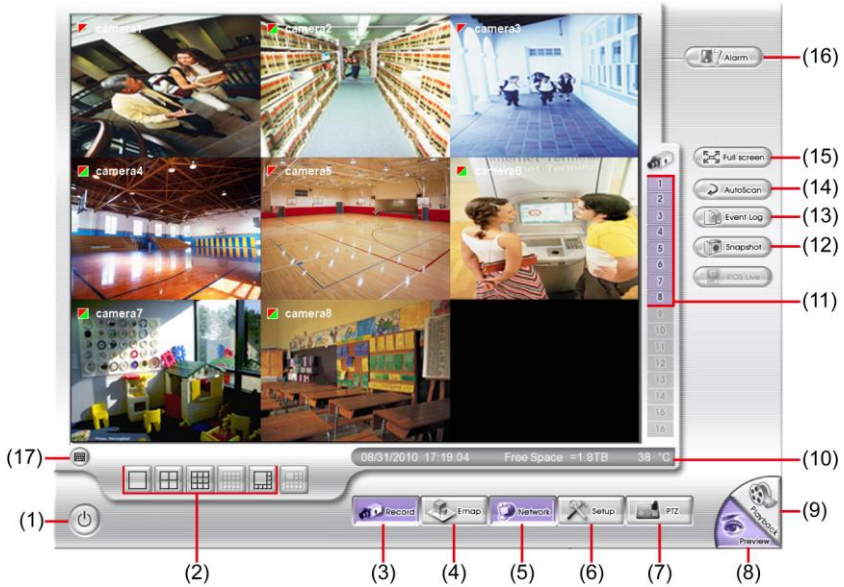 camera1
camera2
camera3
Alarm
(16)
Full screen
(15)
1
AutoScan
(14)
2
3
Event Log
(13)
camera4
camera5
camera6
4
5
Snapshot
(12)
6
7
iPOS Live
8
(11)
camera7
camera8
9
10
11
12
13
14
15
16
(17)
08/31/2010 17:19:04 Free Space =1.8TB 38 °C
(10)
(1)
Record
Emap
Network
Setup
PTZ
Playback
(9)
Preview
(2)
(3)
(4)
(5)
(6)
(7)
(8)